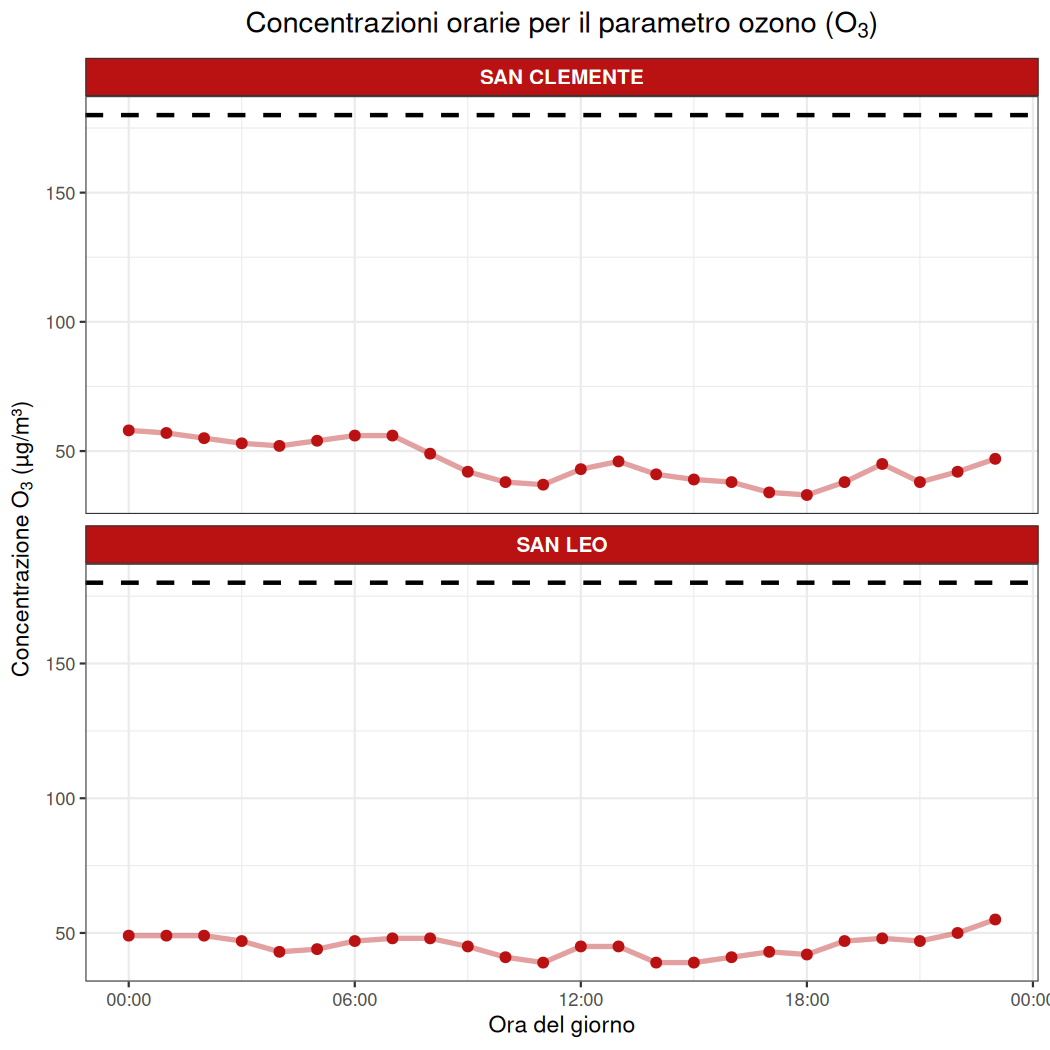 Concentrazioni orarie per il parametro ozono (O₃)
SAN CLEMENTE
150
100
50
SAN LEO
150
100
50
Concentrazione O₃ (µg/m³)
00:00 06:00 12:00 18:00 00:00
Ora del giorno